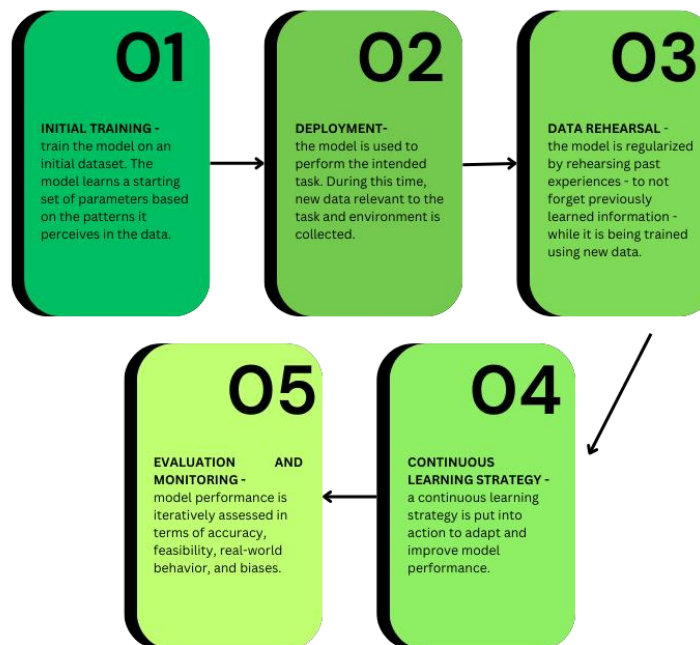 01
INITIAL TRAINING -
train the model on an
initial dataset. The
model learns a starting
set of parameters based
on the patterns it
perceives in the data.
02
DEPLOYMENT-
the model is used to
perform the intended
task. During this time,
new data relevant to the
task and environment is
collected.
03
DATA REHEARSAL -
the model is regularized
by rehearsing past
experiences - to not
forget previously
learned information -
while it is being trained
using new data.
04
CONTINUOUS
LEARNING STRATEGY -
a continuous learning
strategy is put into
action to adapt and
improve model
performance.
05
EVALUATION AND
MONITORING -
model performance is
iteratively assessed in
terms of accuracy,
feasibility, real-world
behavior, and biases.